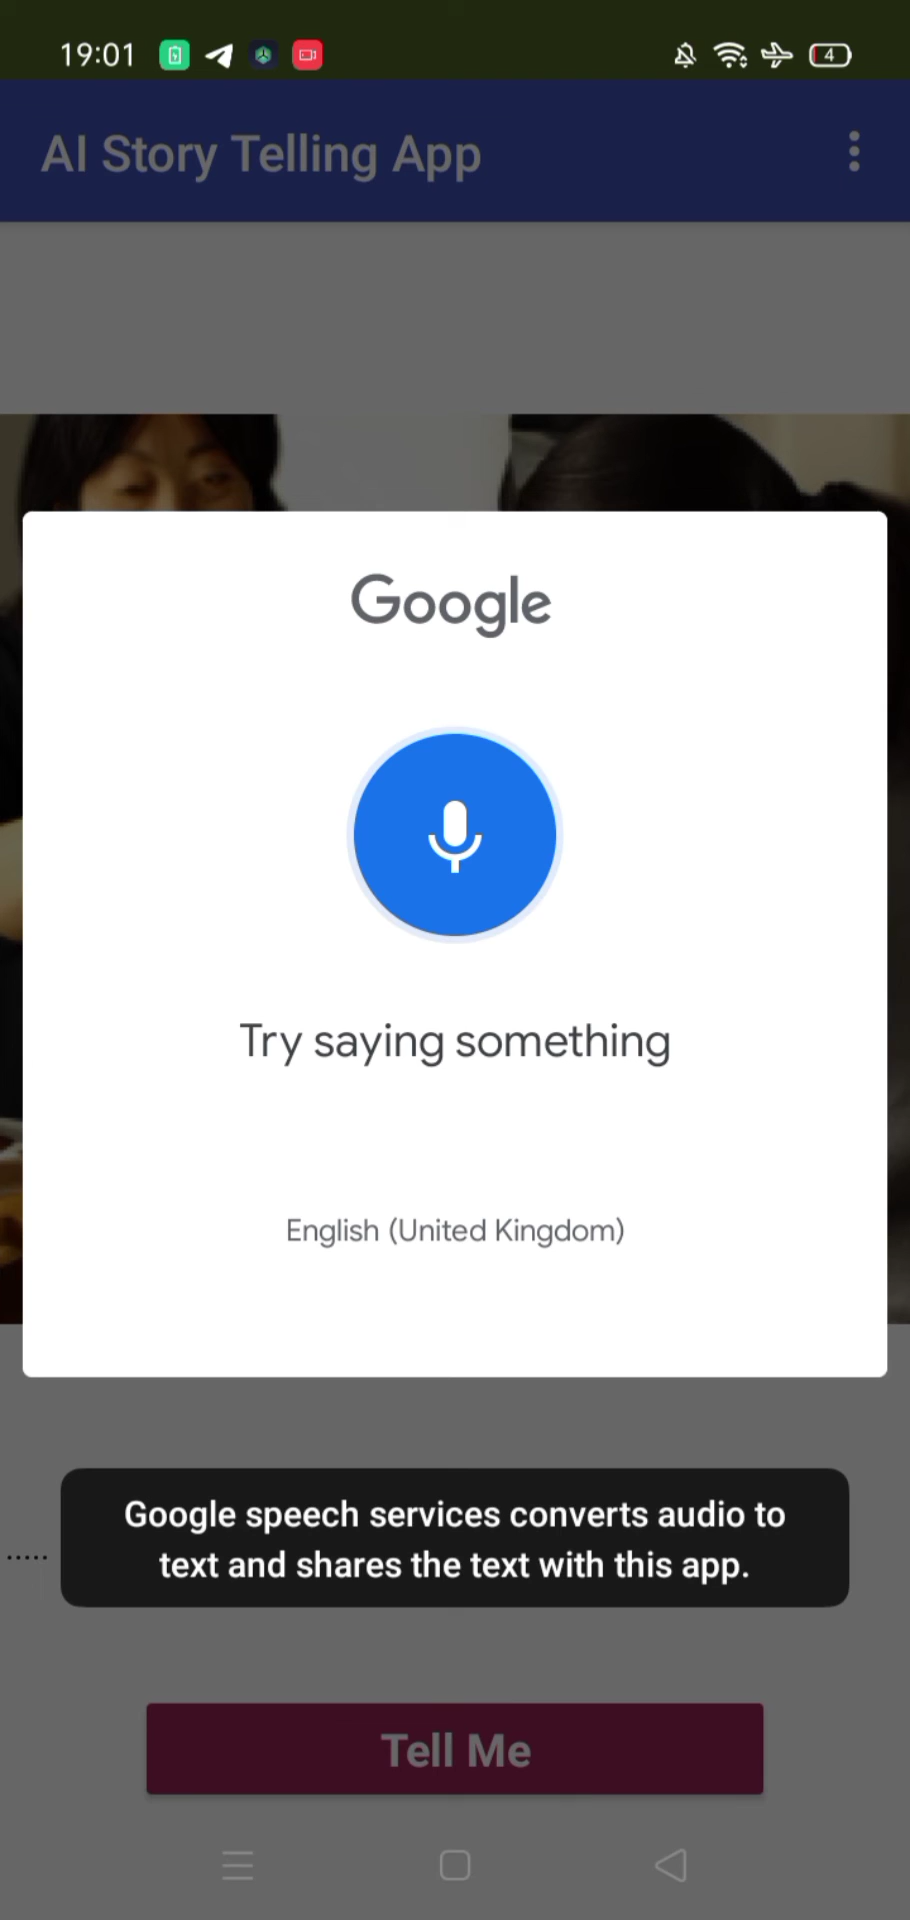 19:01
4
AI Story Telling App
Google
Try saying something
English (United Kingdom)
Google speech services converts audio to
text and shares the text with this app.
.....
Tell Me